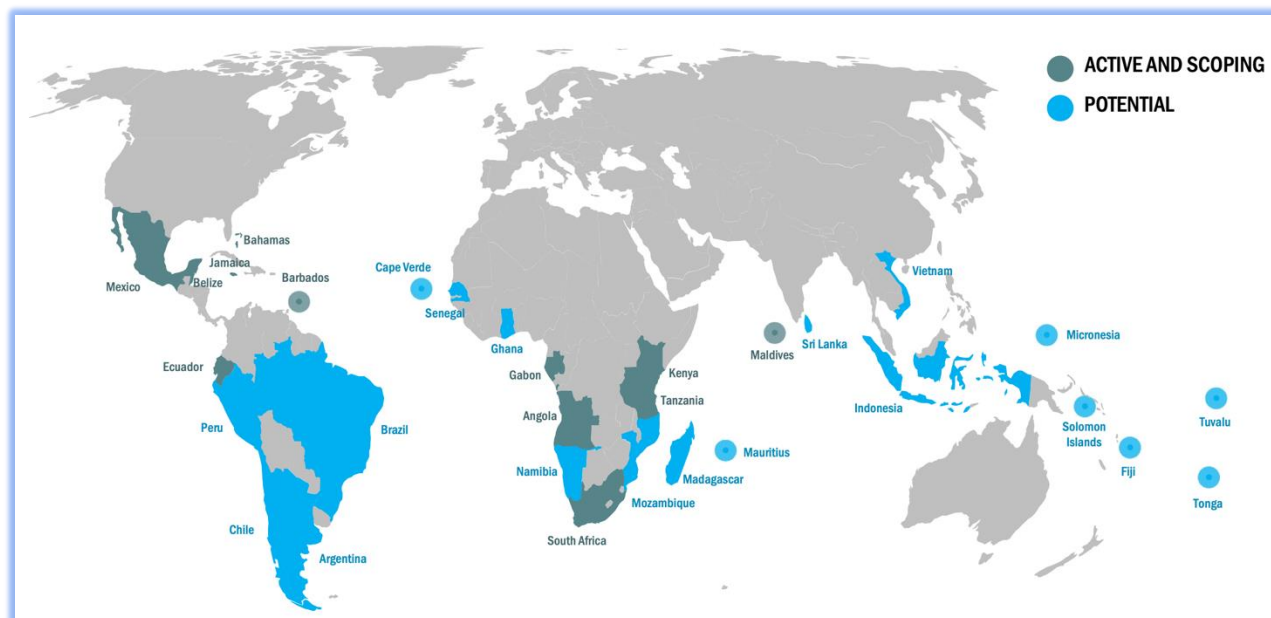 ACTIVE AND SCOPING
POTENTIAL
Bahamas
Jamaica
Mexico
Belize
Barbados
Cape Verde
Senegal
Ghana
Vietnam
Micronesia
Maldives
Sri Lanka
Ecuador
Gabon
Kenya
Tanzania
Peru
Brazil
Angola
Indonesia
Solomon
Islands
Tuvalu
Namibia
Mauritius
Madagascar
Fiji
Mozambique
Tonga
Chile
Argentina
South Africa